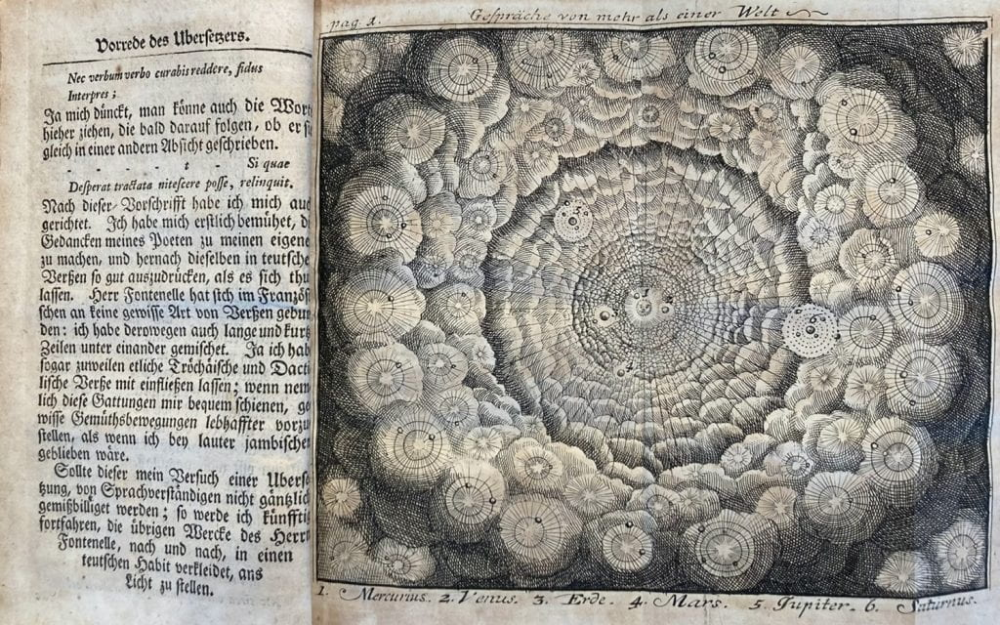 Vorrede des Ubersetzers.
Nec verbum verbo curabis reddere, fidus
Interpres;
Ja mich dünckt, man könne auch die Wort
hieher ziehen, die bald darauf folgen, ob er si
gleich in einer andern Absicht geschrieben.
- - - - t - Si quae
Desperat tractata nitescere posse, relinquit.
Nach dieser Vorschrifft habe ich mich auc
gerichtet. Ich habe mich erstlich bemühet, di
Gedancken meines Poeten zu meinen eigene
zu machen, und hernach dieselben in teutsche
Verßen so gut auszudrücken, als es sich thu
lassen. Herr Fontenelle hat sich im Französi
schen an keine gewisse Art von Verßen gebun
den: ich habe derowegen auch lange und kurt
Zeilen unter einander gemischet. Ja ich hab
sogar zuweilen etliche Trochäische und Dacti
lische Verße mit einfließen lassen; wenn nem
lich diese Gattungen mir bequem schienen, ge
wisse Gemüthsbewegungen lebhaffter vorzu
stellen, als wenn ich bey lauter jambische
geblieben wäre.
Sollte dieser mein Versuch einer Uberse
tzung, von Sprachverständigen nicht gäntzlich
gemißbilliget werden; so werde ich künfftig
fortfahren, die übrigen Wercke des Herrn
Fontenelle, nach und nach, in einen
teutschen Habit verkleidet, ans
Licht zu stellen.
pag. 1. Gespräche von mehr als einer Welt
1. Mercurius. 2. Venus. 3. Erde. 4. Mars. 5. Jupiter. 6. Saturnus.